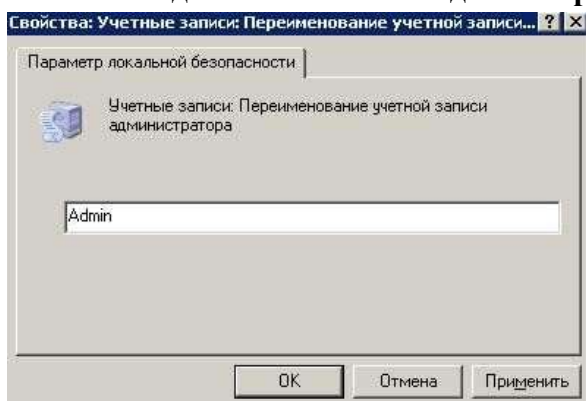 Свойства: Учетные записи: Переименование учетной записи... ? X
Параметр локальной безопасности
Учетные записи: Переименование учетной записи
администратора
Admin
OK Отмена Применить